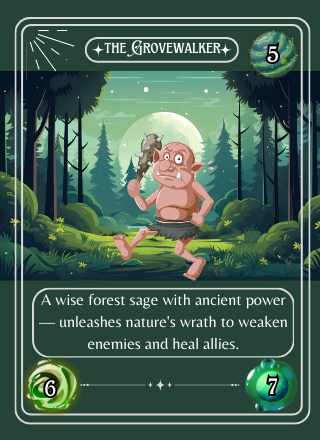 THE GROVEWALKER
5
A wise forest sage with ancient power
— unleashes nature's wrath to weaken
enemies and heal allies.
6
7